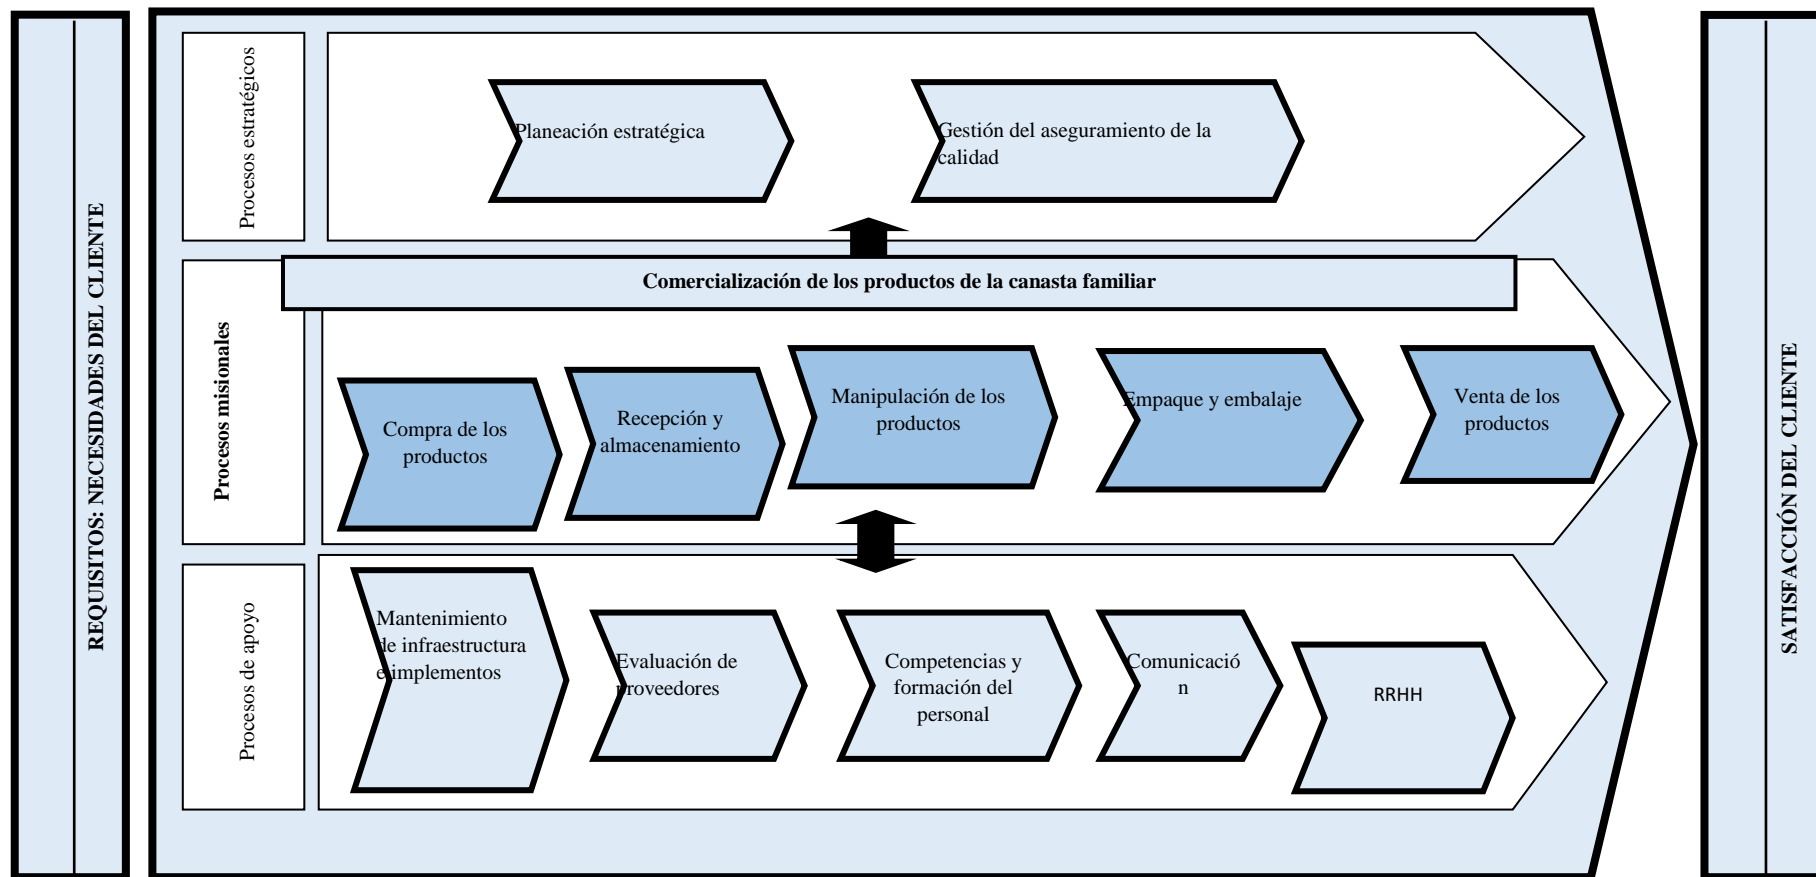 REQUISITOS: NECESIDADES DEL CLIENTE
Procesos estratégicos
Planeación estratégica
Gestión del aseguramiento de la
calidad
Comercialización de los productos de la canasta familiar
Procesos misionales
Compra de los
productos
Recepción y
almacenamiento
Manipulación de los
productos
Empaque y embalaje
Venta de los
productos
Procesos de apoyo
Mantenimiento
de infraestructura
e implementos
Evaluación de
proveedores
Competencias y
formación del
personal
Comunicació
n
RRHH
SATISFACCIÓN DEL CLIENTE